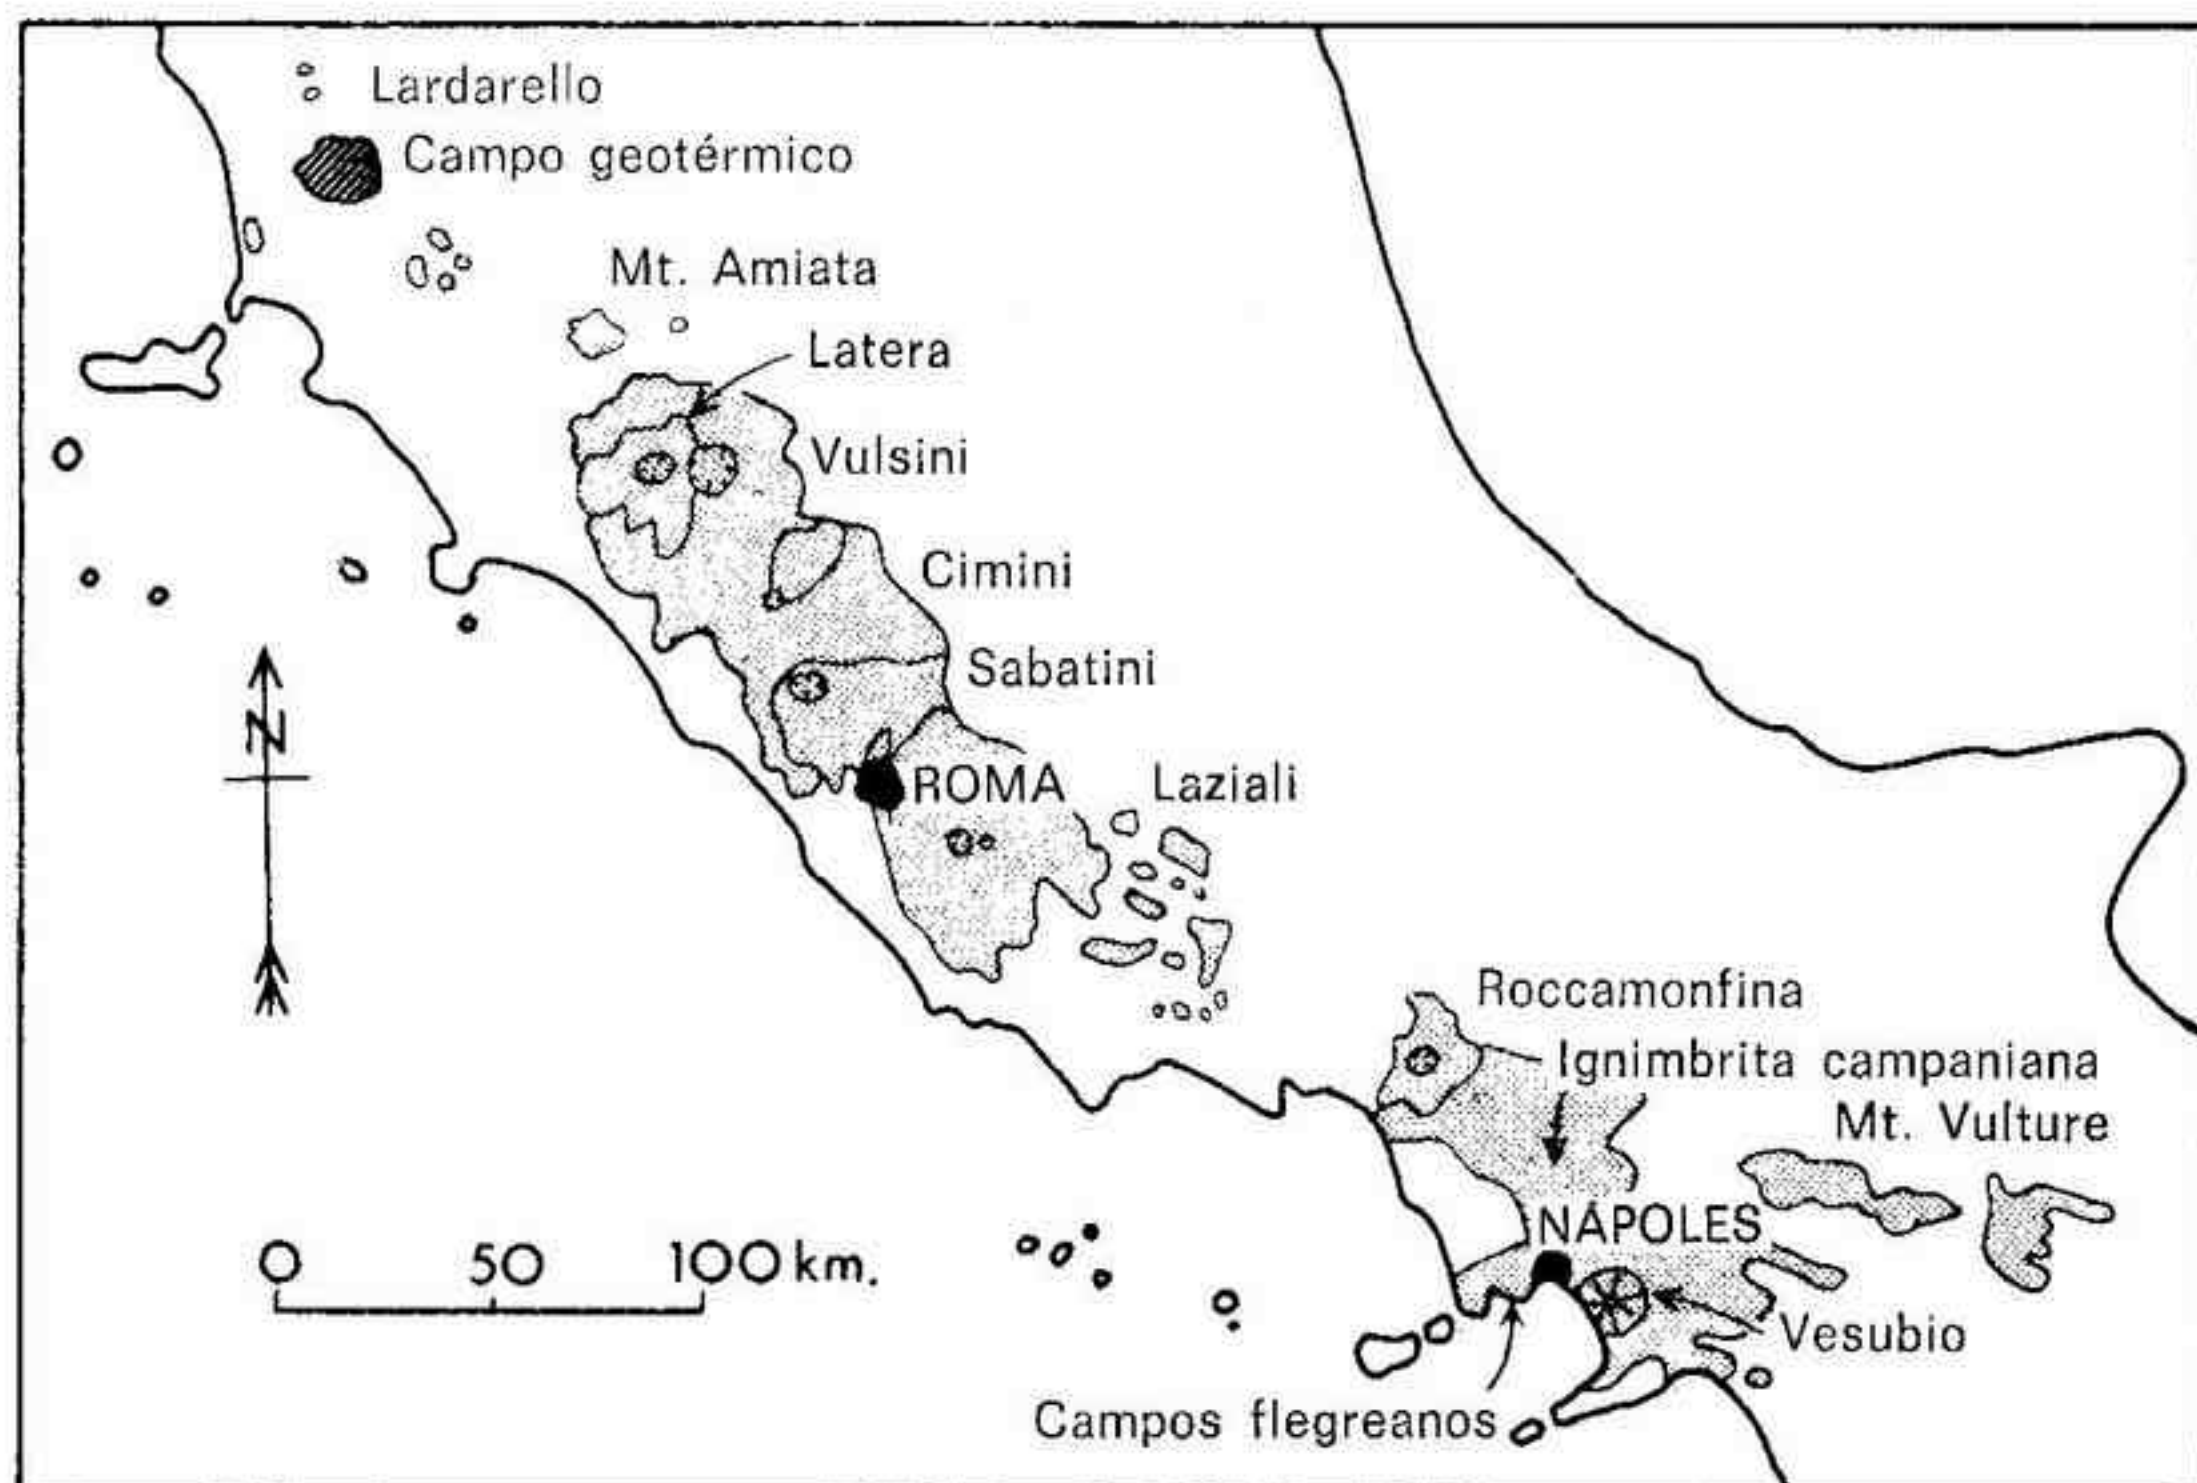 Lardarello
Campo geotérmico
Mt. Amiata
Latera
Vulsini
Cimini
Sabatini
N
ROMA
Laziali
Roccamonfina
Ignimbrita campaniana
Mt. Vulture
NÁPOLES
0 50 100 km.
Vesubio
Campos flegreanos